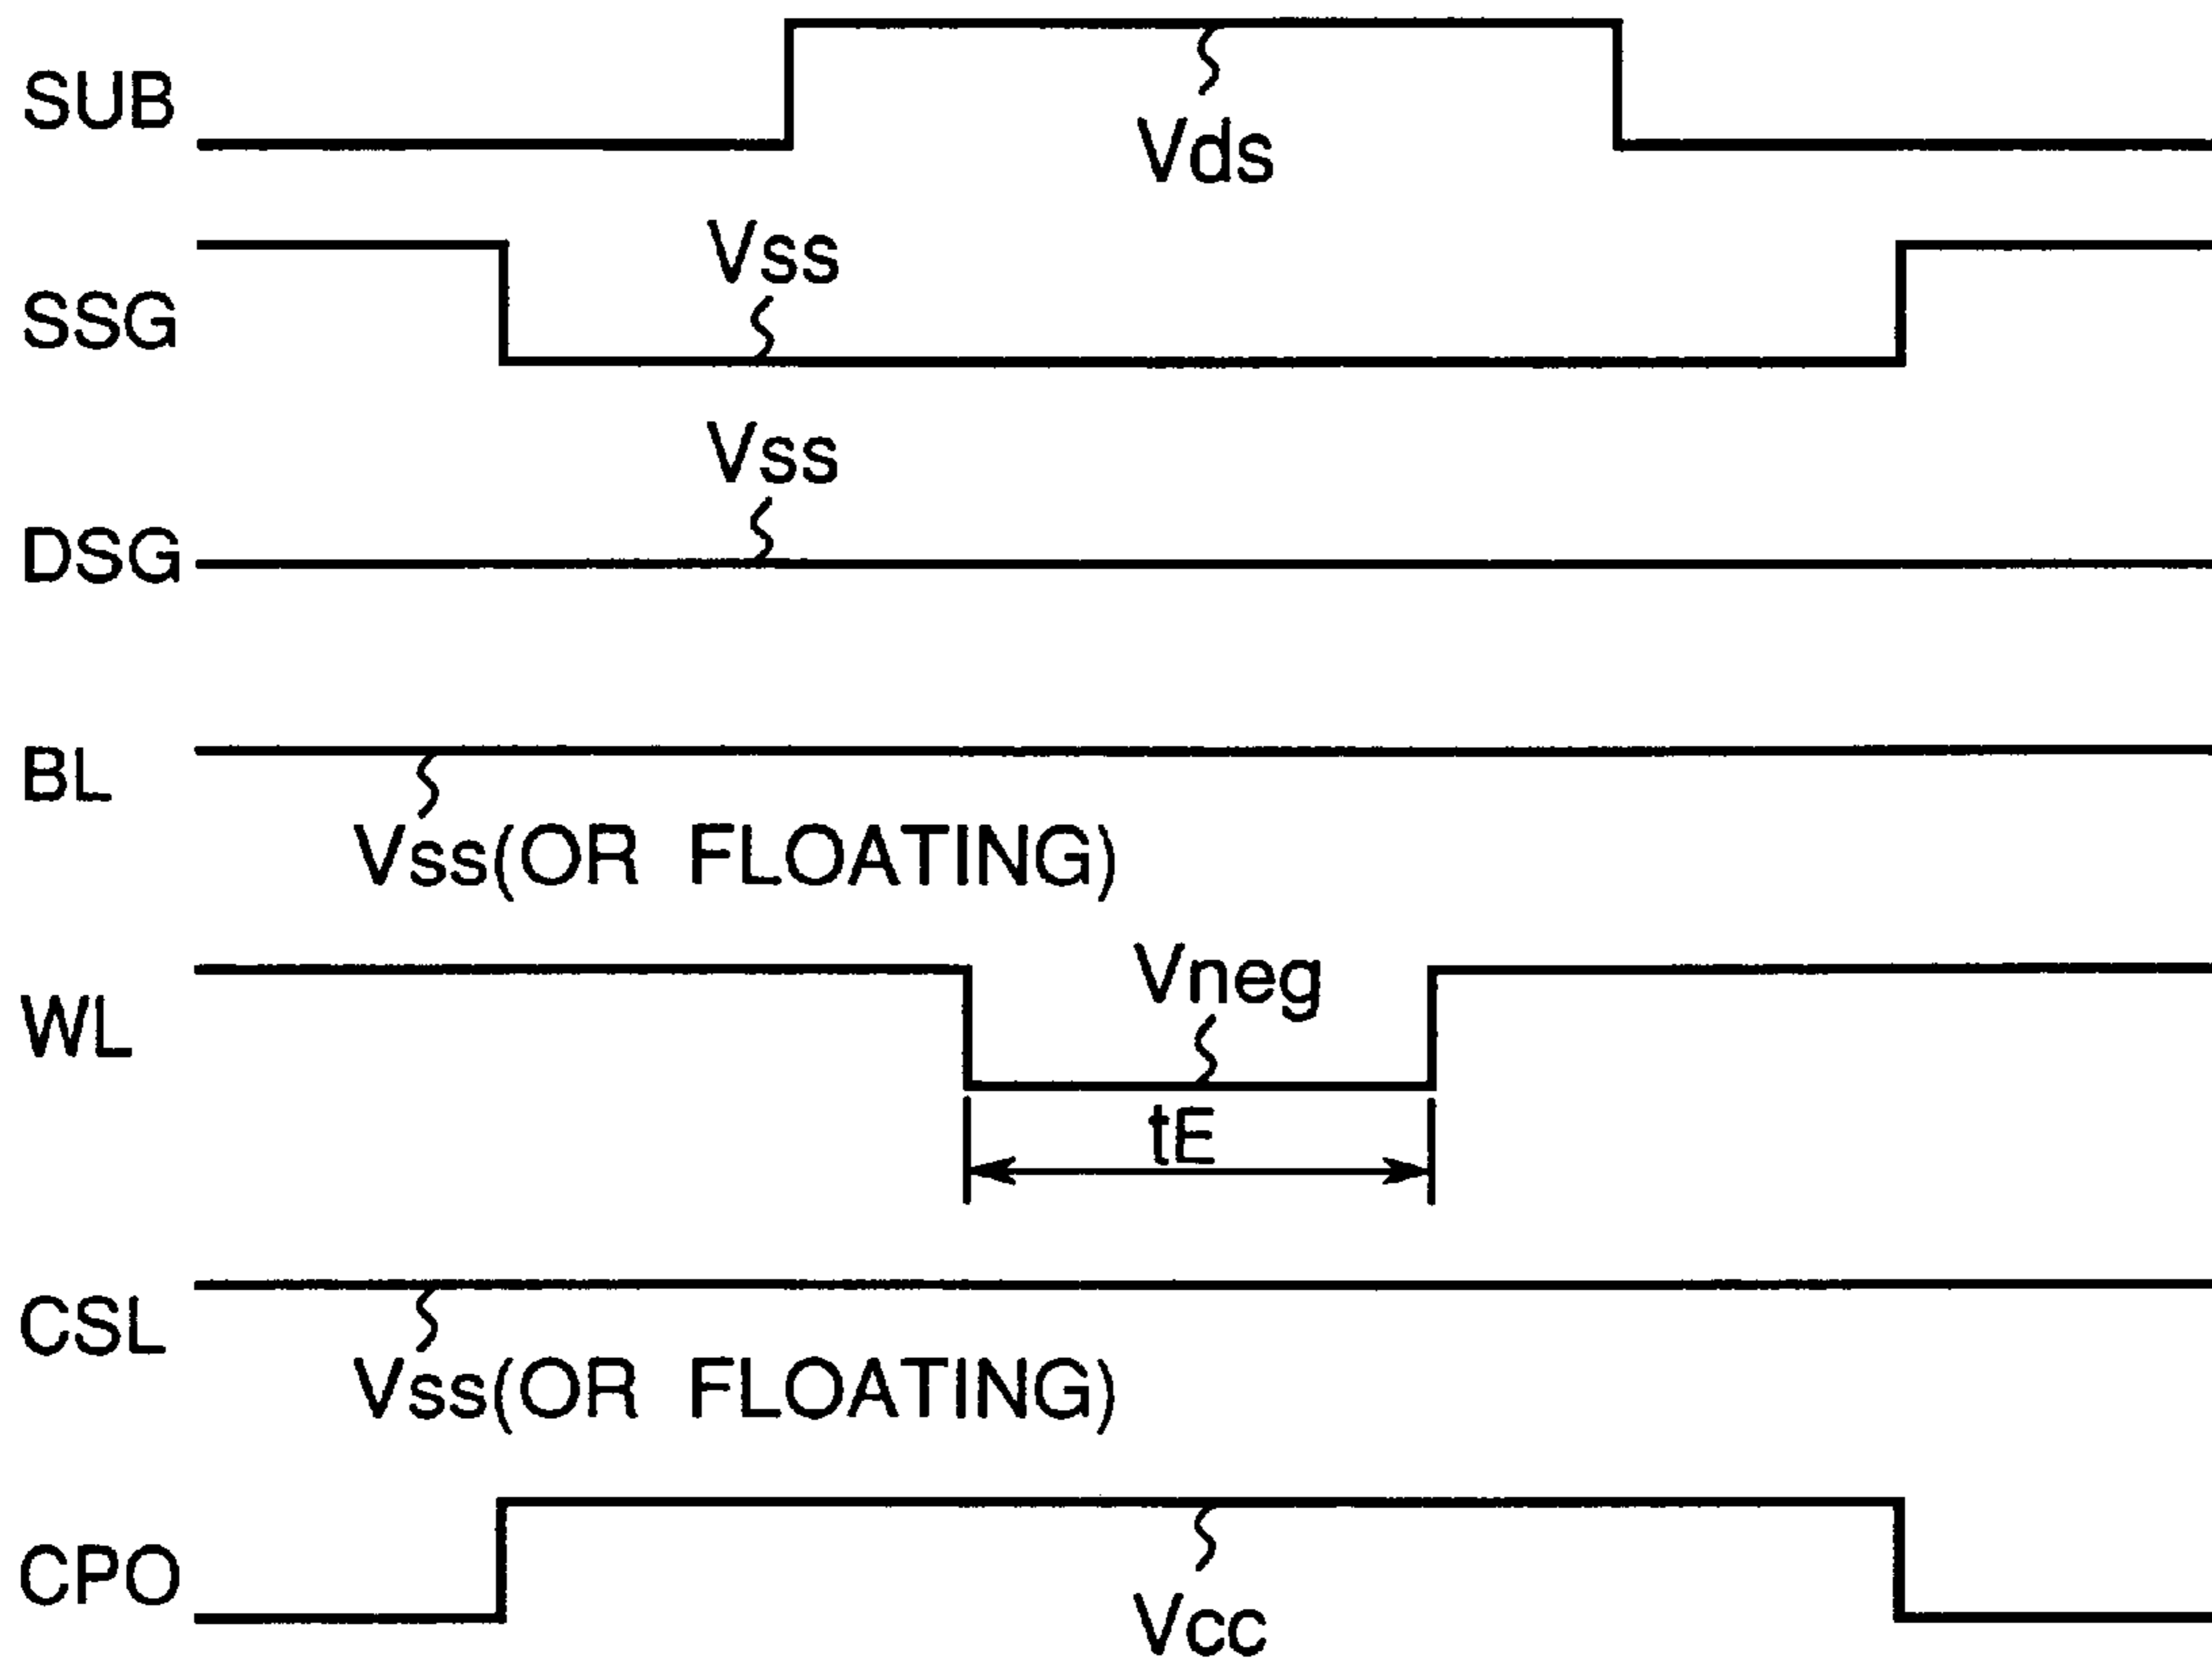 SUB
Vds
Vss
SSG
Vss
DSG
BL
Vss(OR FLOATING)
Vneg
WL
tE
CSL
Vss(OR FLOATING)
CPO
Vcc